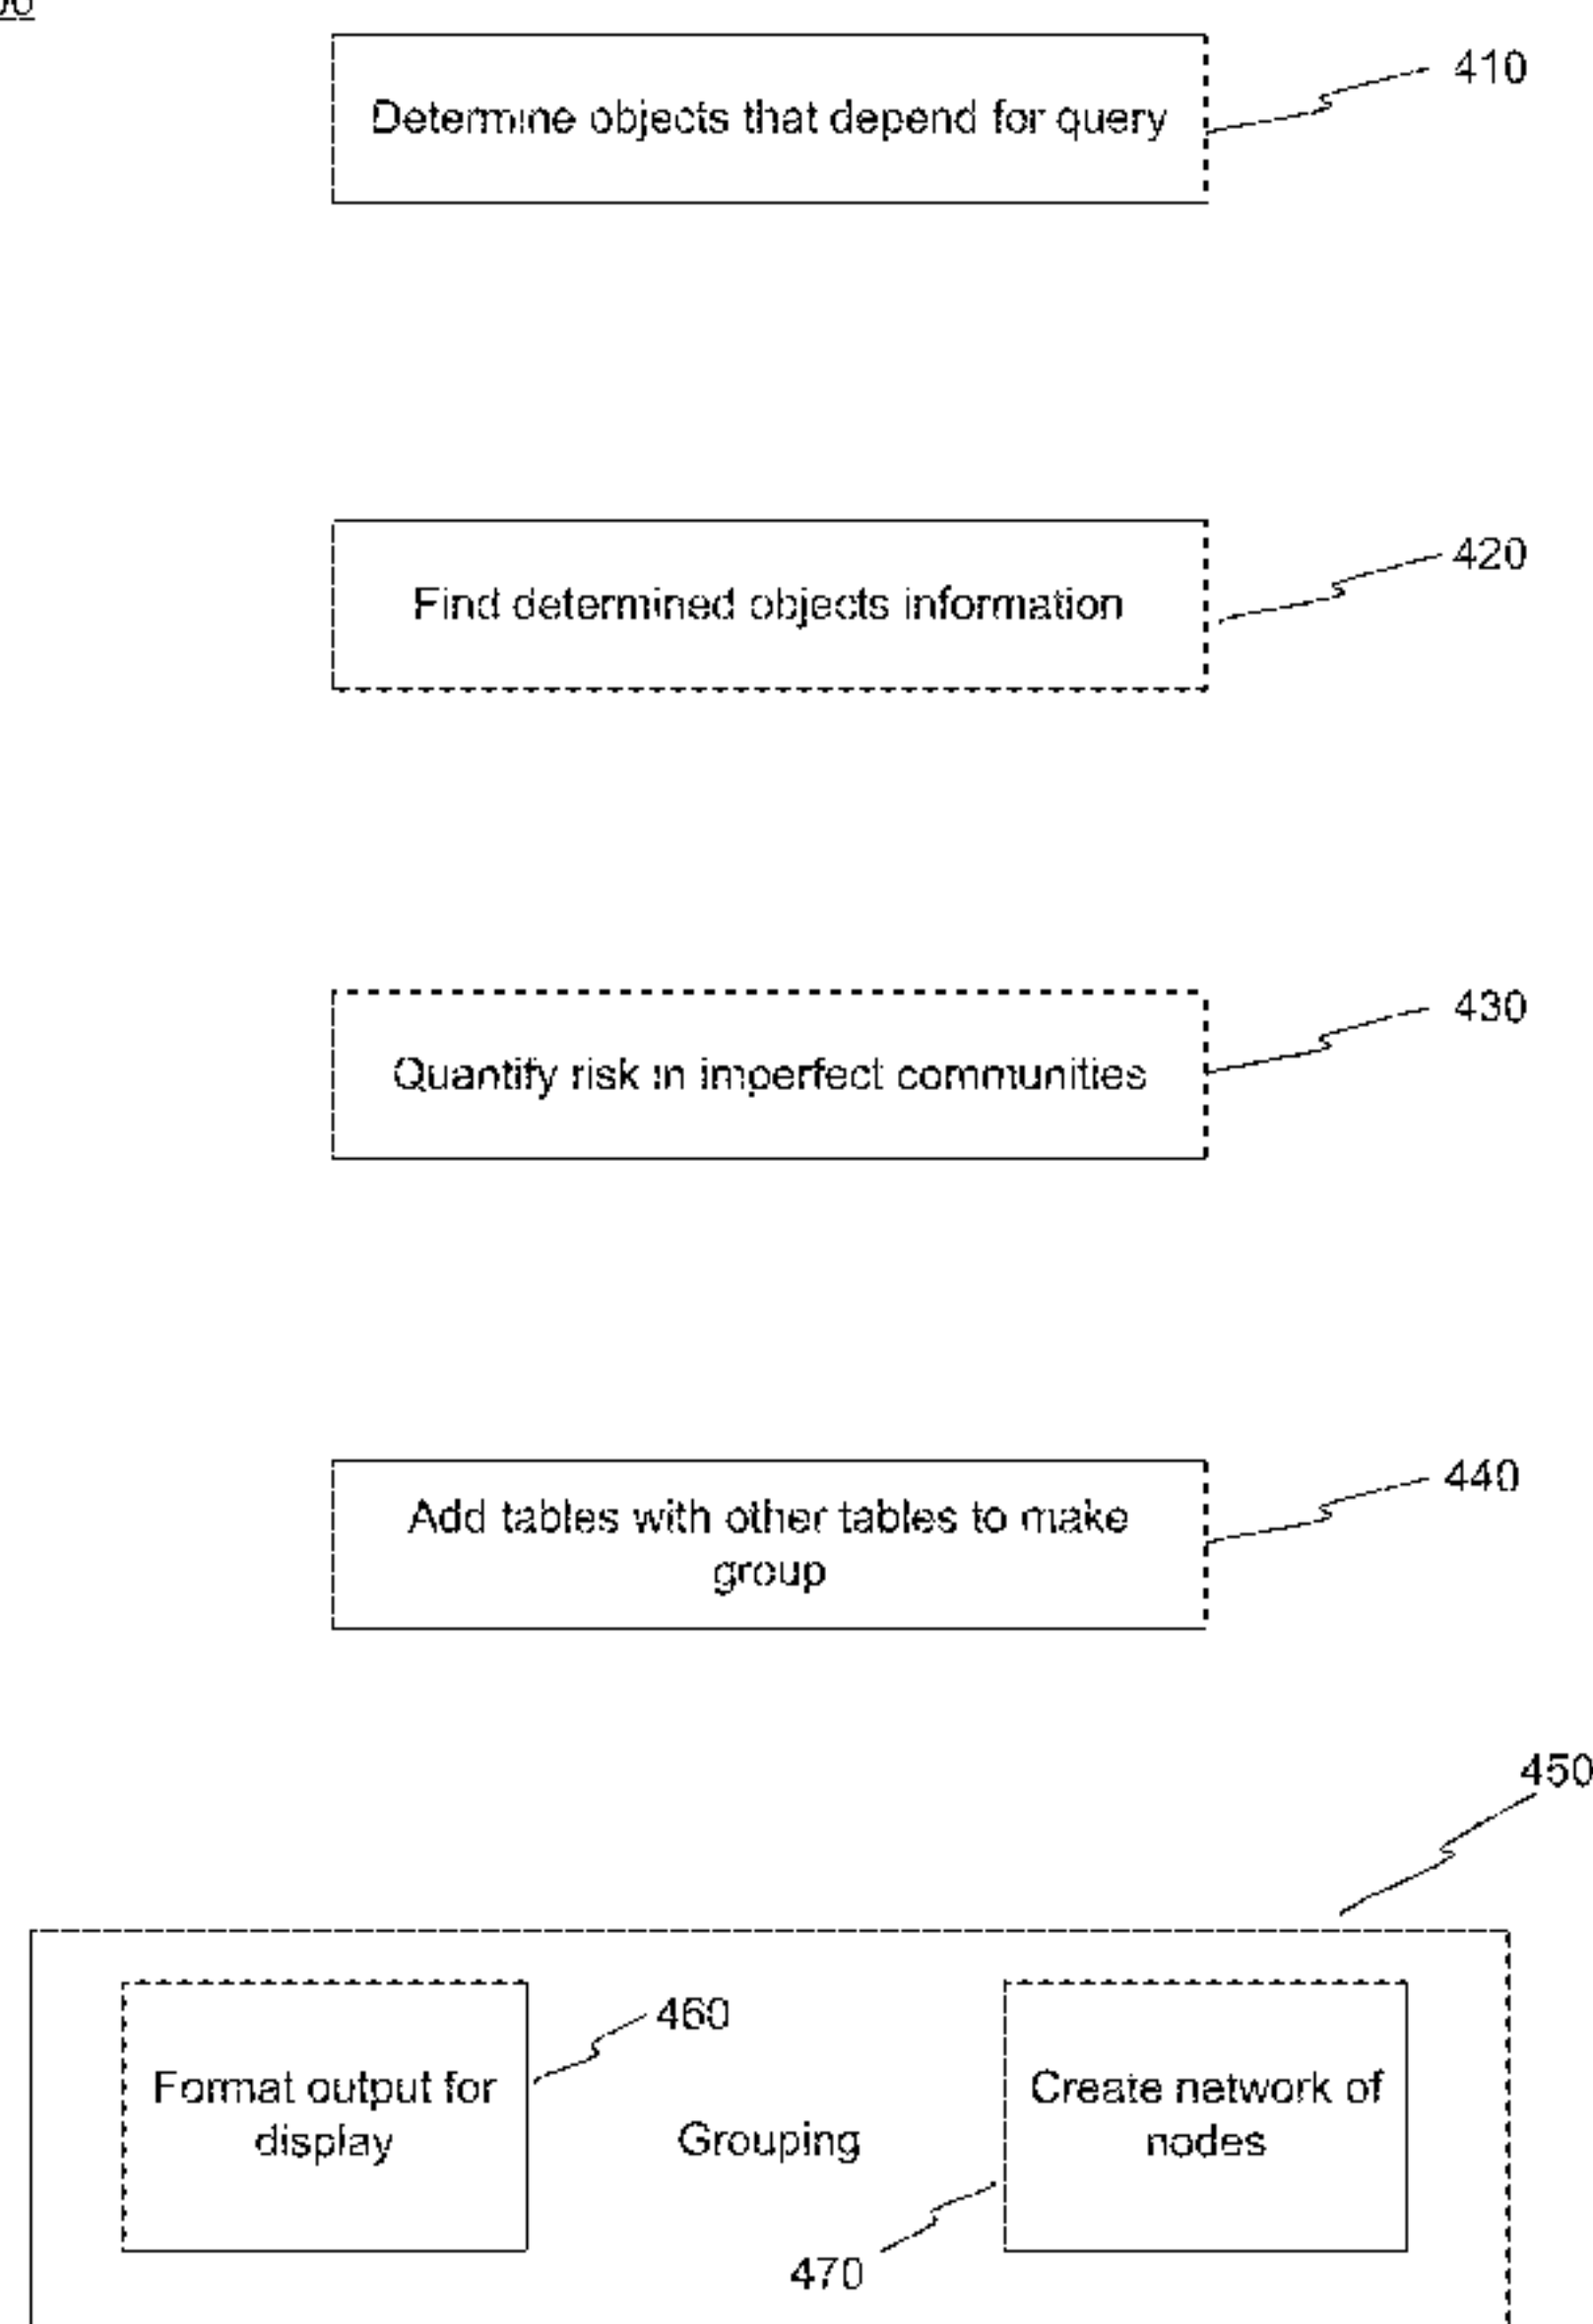 Determine objects that depend for query
410
Find determined objects information
420
Quantify risk in imperfect communities
430
Add tables with other tables to make
group
440
450
Format output for
display
460
Grouping
Create network of
nodes
470